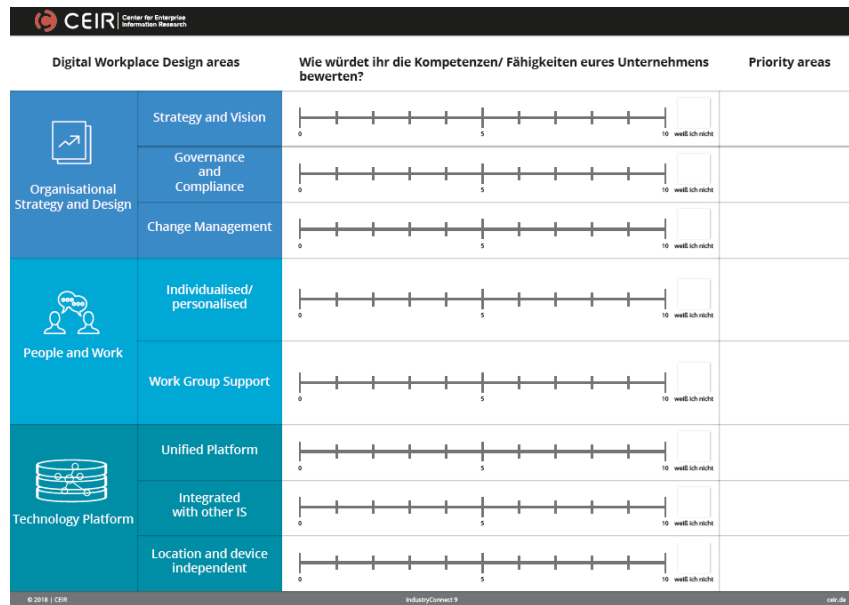 CEIR Center for Enterprise
Information Research
Digital Workplace Design areas
Wie würdet ihr die Kompetenzen/ Fähigkeiten eures Unternehmens
bewerten?
Priority areas
Organisational
Strategy and Design
Strategy and Vision
0 5 10 weiß ich nicht
Governance
and
Compliance
0 5 10 weiß ich nicht
Change Management
0 5 10 weiß ich nicht
People and Work
Individualised/
personalised
0 5 10 weiß ich nicht
Work Group Support
0 5 10 weiß ich nicht
Technology Platform
Unified Platform
0 5 10 weiß ich nicht
Integrated
with other IS
0 5 10 weiß ich nicht
Location and device
independent
0 5 10 weiß ich nicht
© 2018 | CEIR
IndustryConnect 9
ceir.de